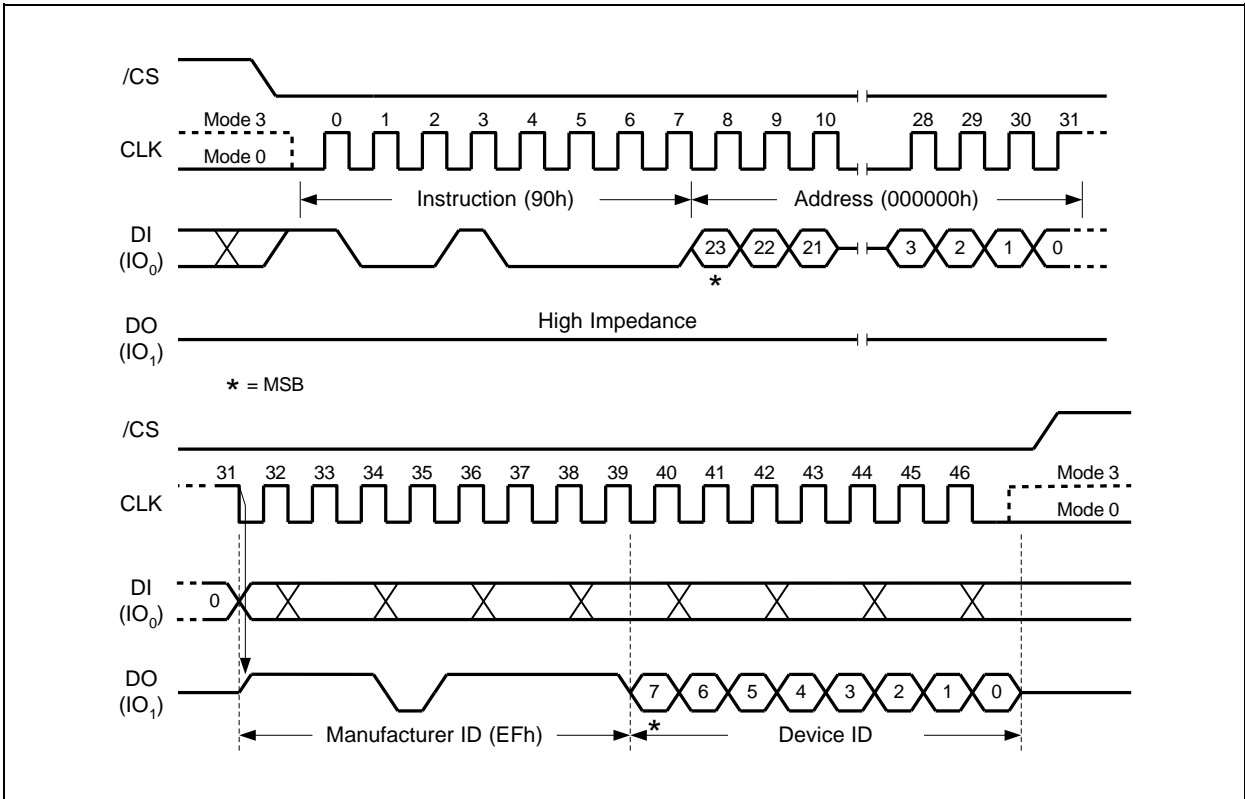 /CS
Mode 3 0 1 2 3 4 5 6 7 8 9 10 28 29 30 31
CLK
Mode 0
Instruction (90h) Address (000000h)
DI
(IO0)
23 22 21 3 2 1 0
*
High Impedance
DO
(IO1)
* = MSB
/CS
31 32 33 34 35 36 37 38 39 40 41 42 43 44 45 46 Mode 3
CLK
Mode 0
DI
(IO0)
0
DO
(IO1)
7 6 5 4 3 2 1 0
*
Manufacturer ID (EFh) Device ID